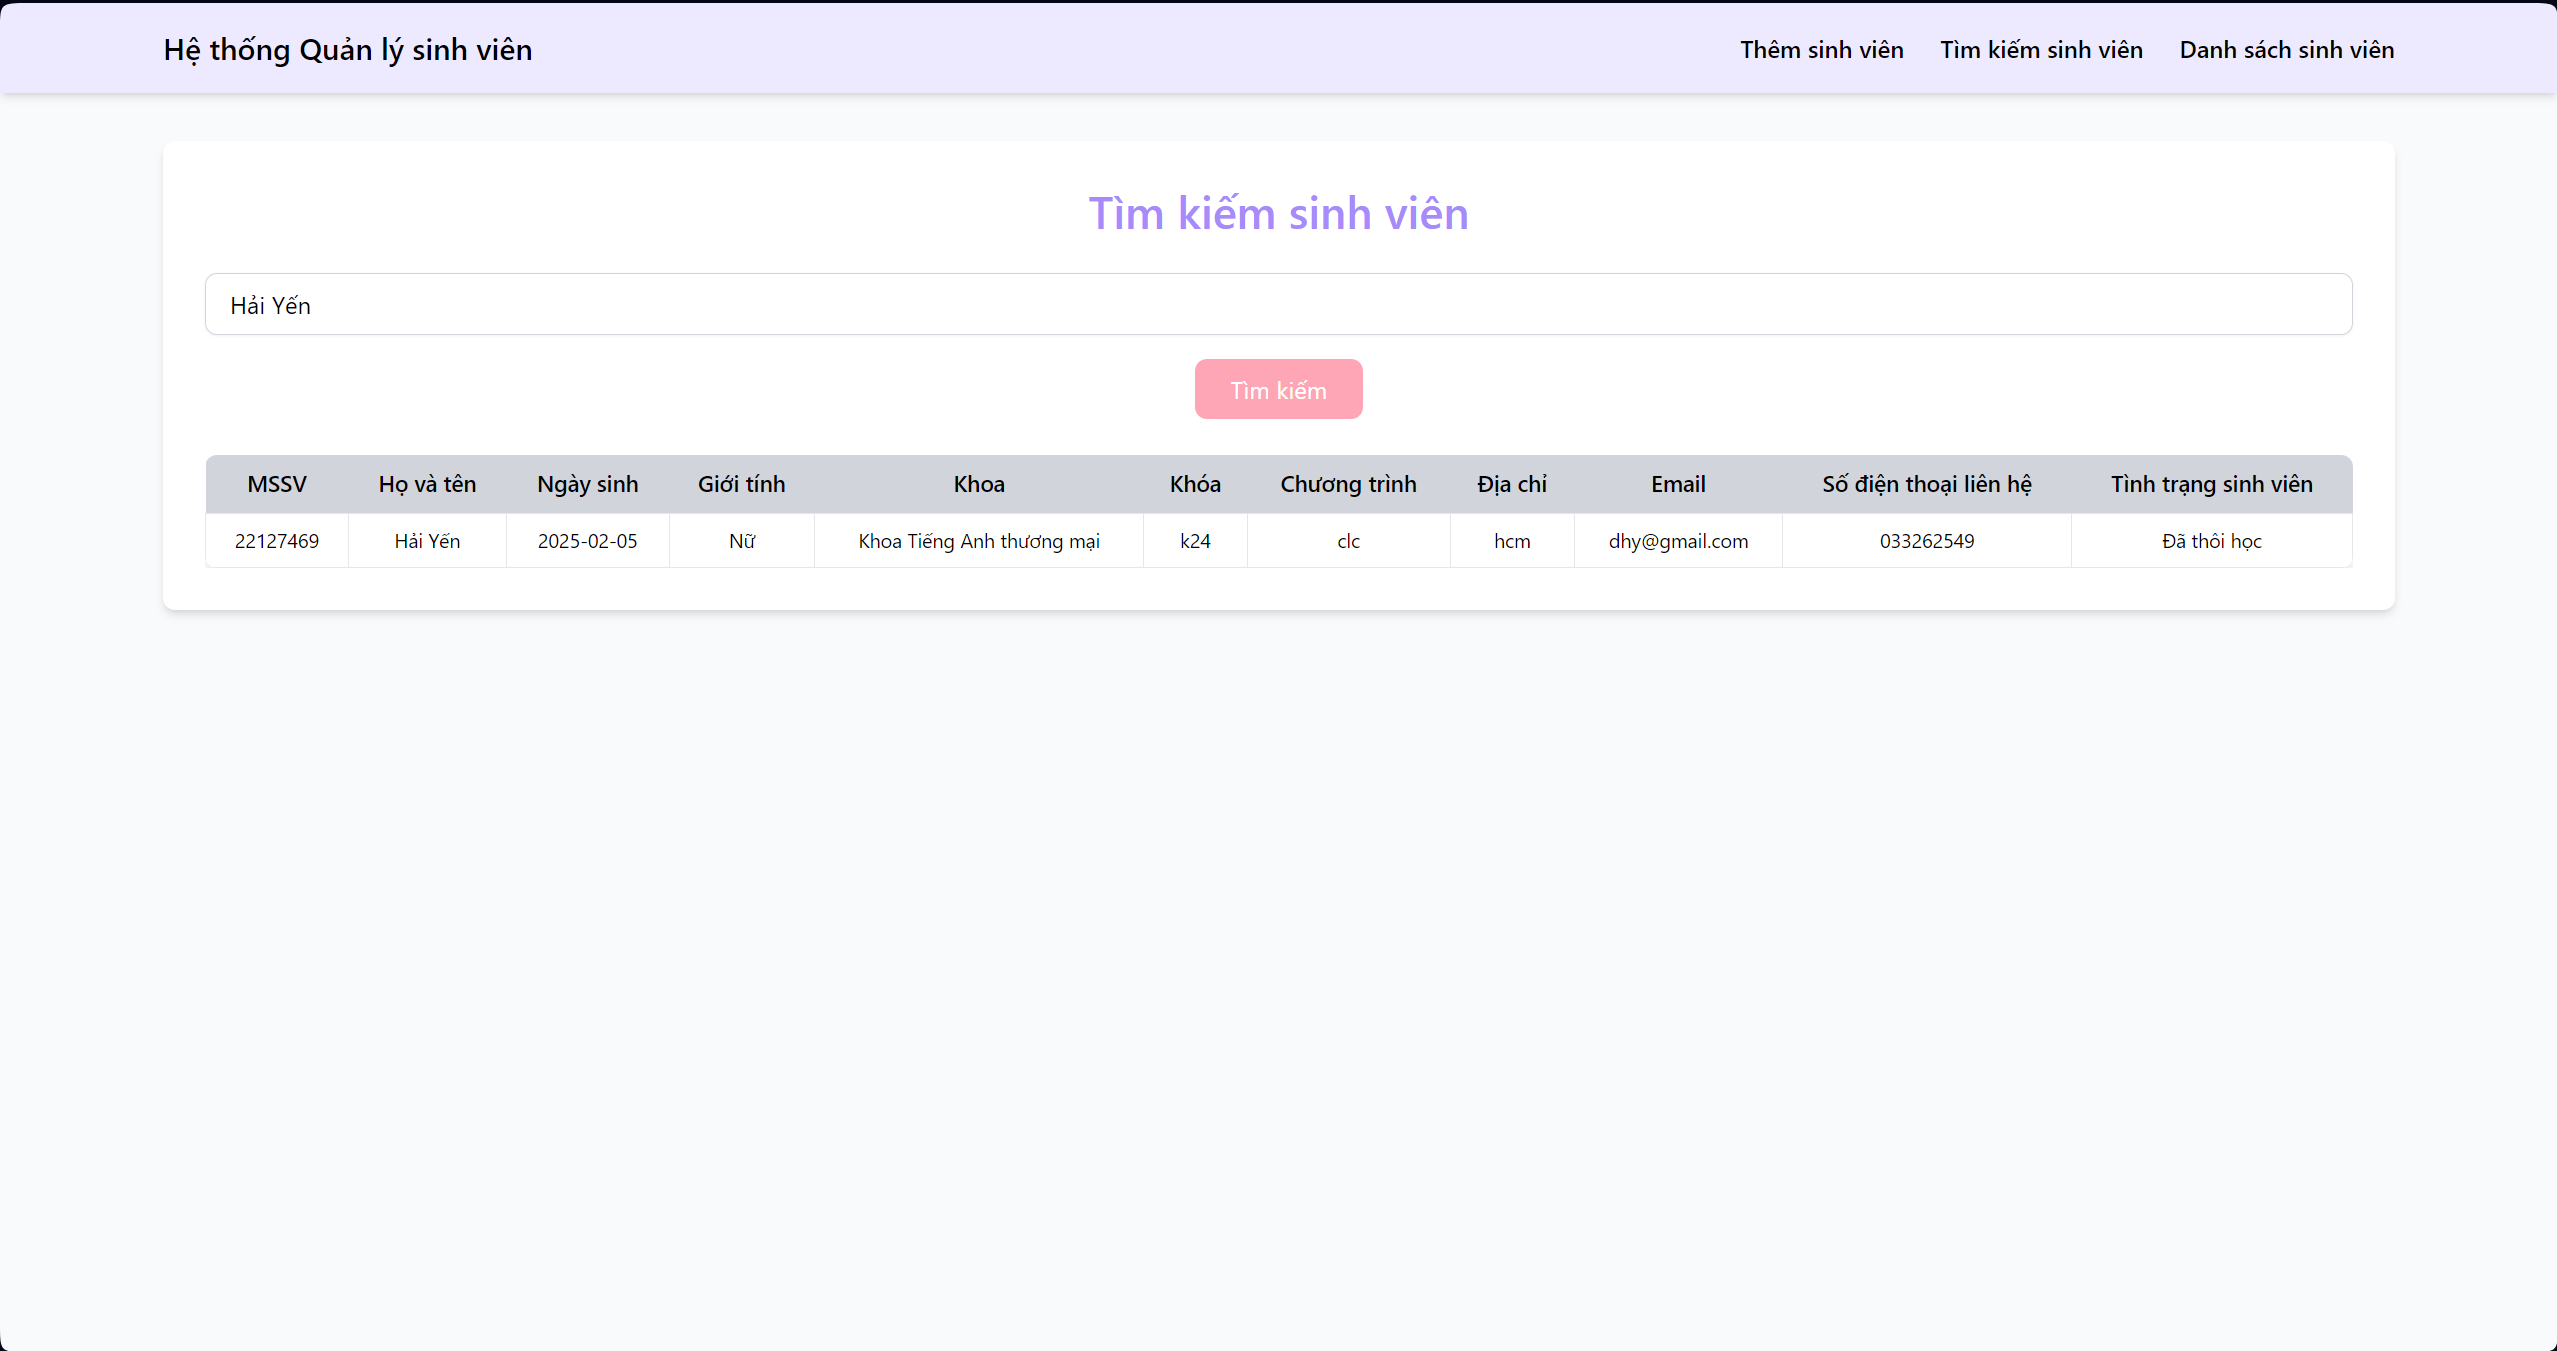 Hệ thống Quản lý sinh viên Thêm sinh viên Tìm kiếm sinh viên Danh sách sinh viên
Tìm kiếm sinh viên
Hải Yến
Tìm kiếm
MSSV Họ và tên Ngày sinh Giới tính Khoa Khóa Chương trình Địa chỉ Email Số điện thoại liên hệ Tình trạng sinh viên
22127469 Hải Yến 2025-02-05 Nữ Khoa Tiếng Anh thương mại k24 clc hcm dhy@gmail.com 033262549 Đã thôi học